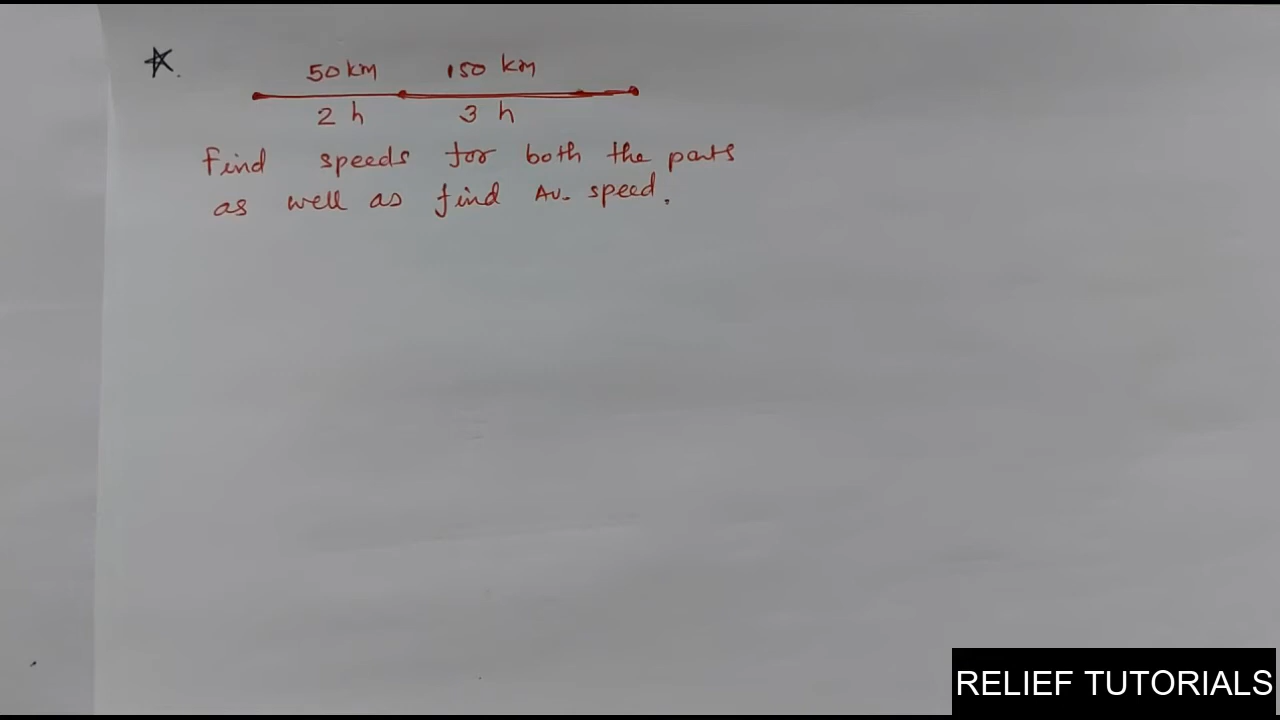 50 km 150 km
2 h 3 h
Find speeds for both the parts
as well as find Av. speed.
RELIEF TUTORIALS